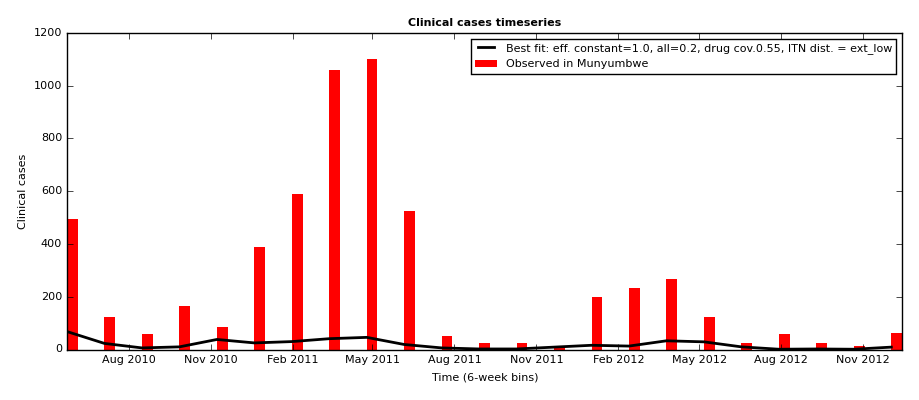 Clinical cases timeseries
1200
1000
800
600
400
200
0
Clinical cases
Best fit: eff. constant=1.0, all=0.2, drug cov.0.55, ITN dist. = ext_low
Observed in Munyumbwe
Aug 2010 Nov 2010 Feb 2011 May 2011 Aug 2011 Nov 2011 Feb 2012 May 2012 Aug 2012 Nov 2012
Time (6-week bins)